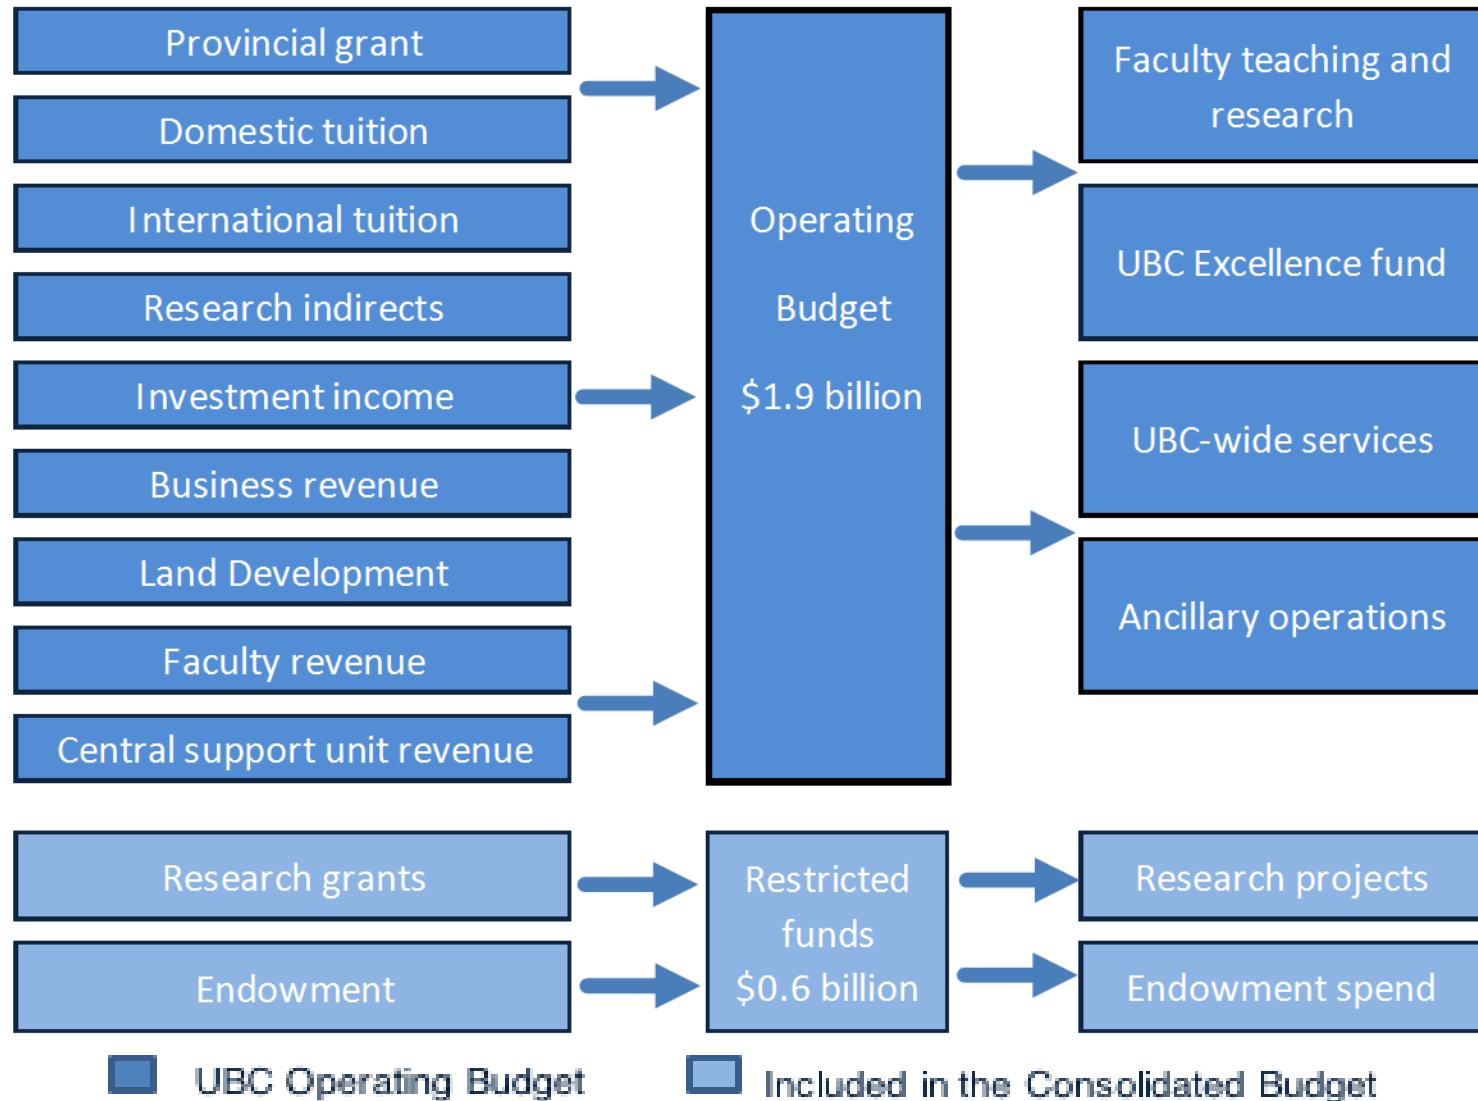 Provincial grant
Domestic tuition
International tuition
Research indirects
Investment income
Business revenue
Land Development
Faculty revenue
Central support unit revenue
Operating
Budget
$1.9 billion
Faculty teaching and
research
UBC Excellence fund
UBC-wide services
Ancillary operations
Research grants
Endowment
Restricted
funds
$0.6 billion
Research projects
Endowment spend
UBC Operating Budget
Included in the Consolidated Budget